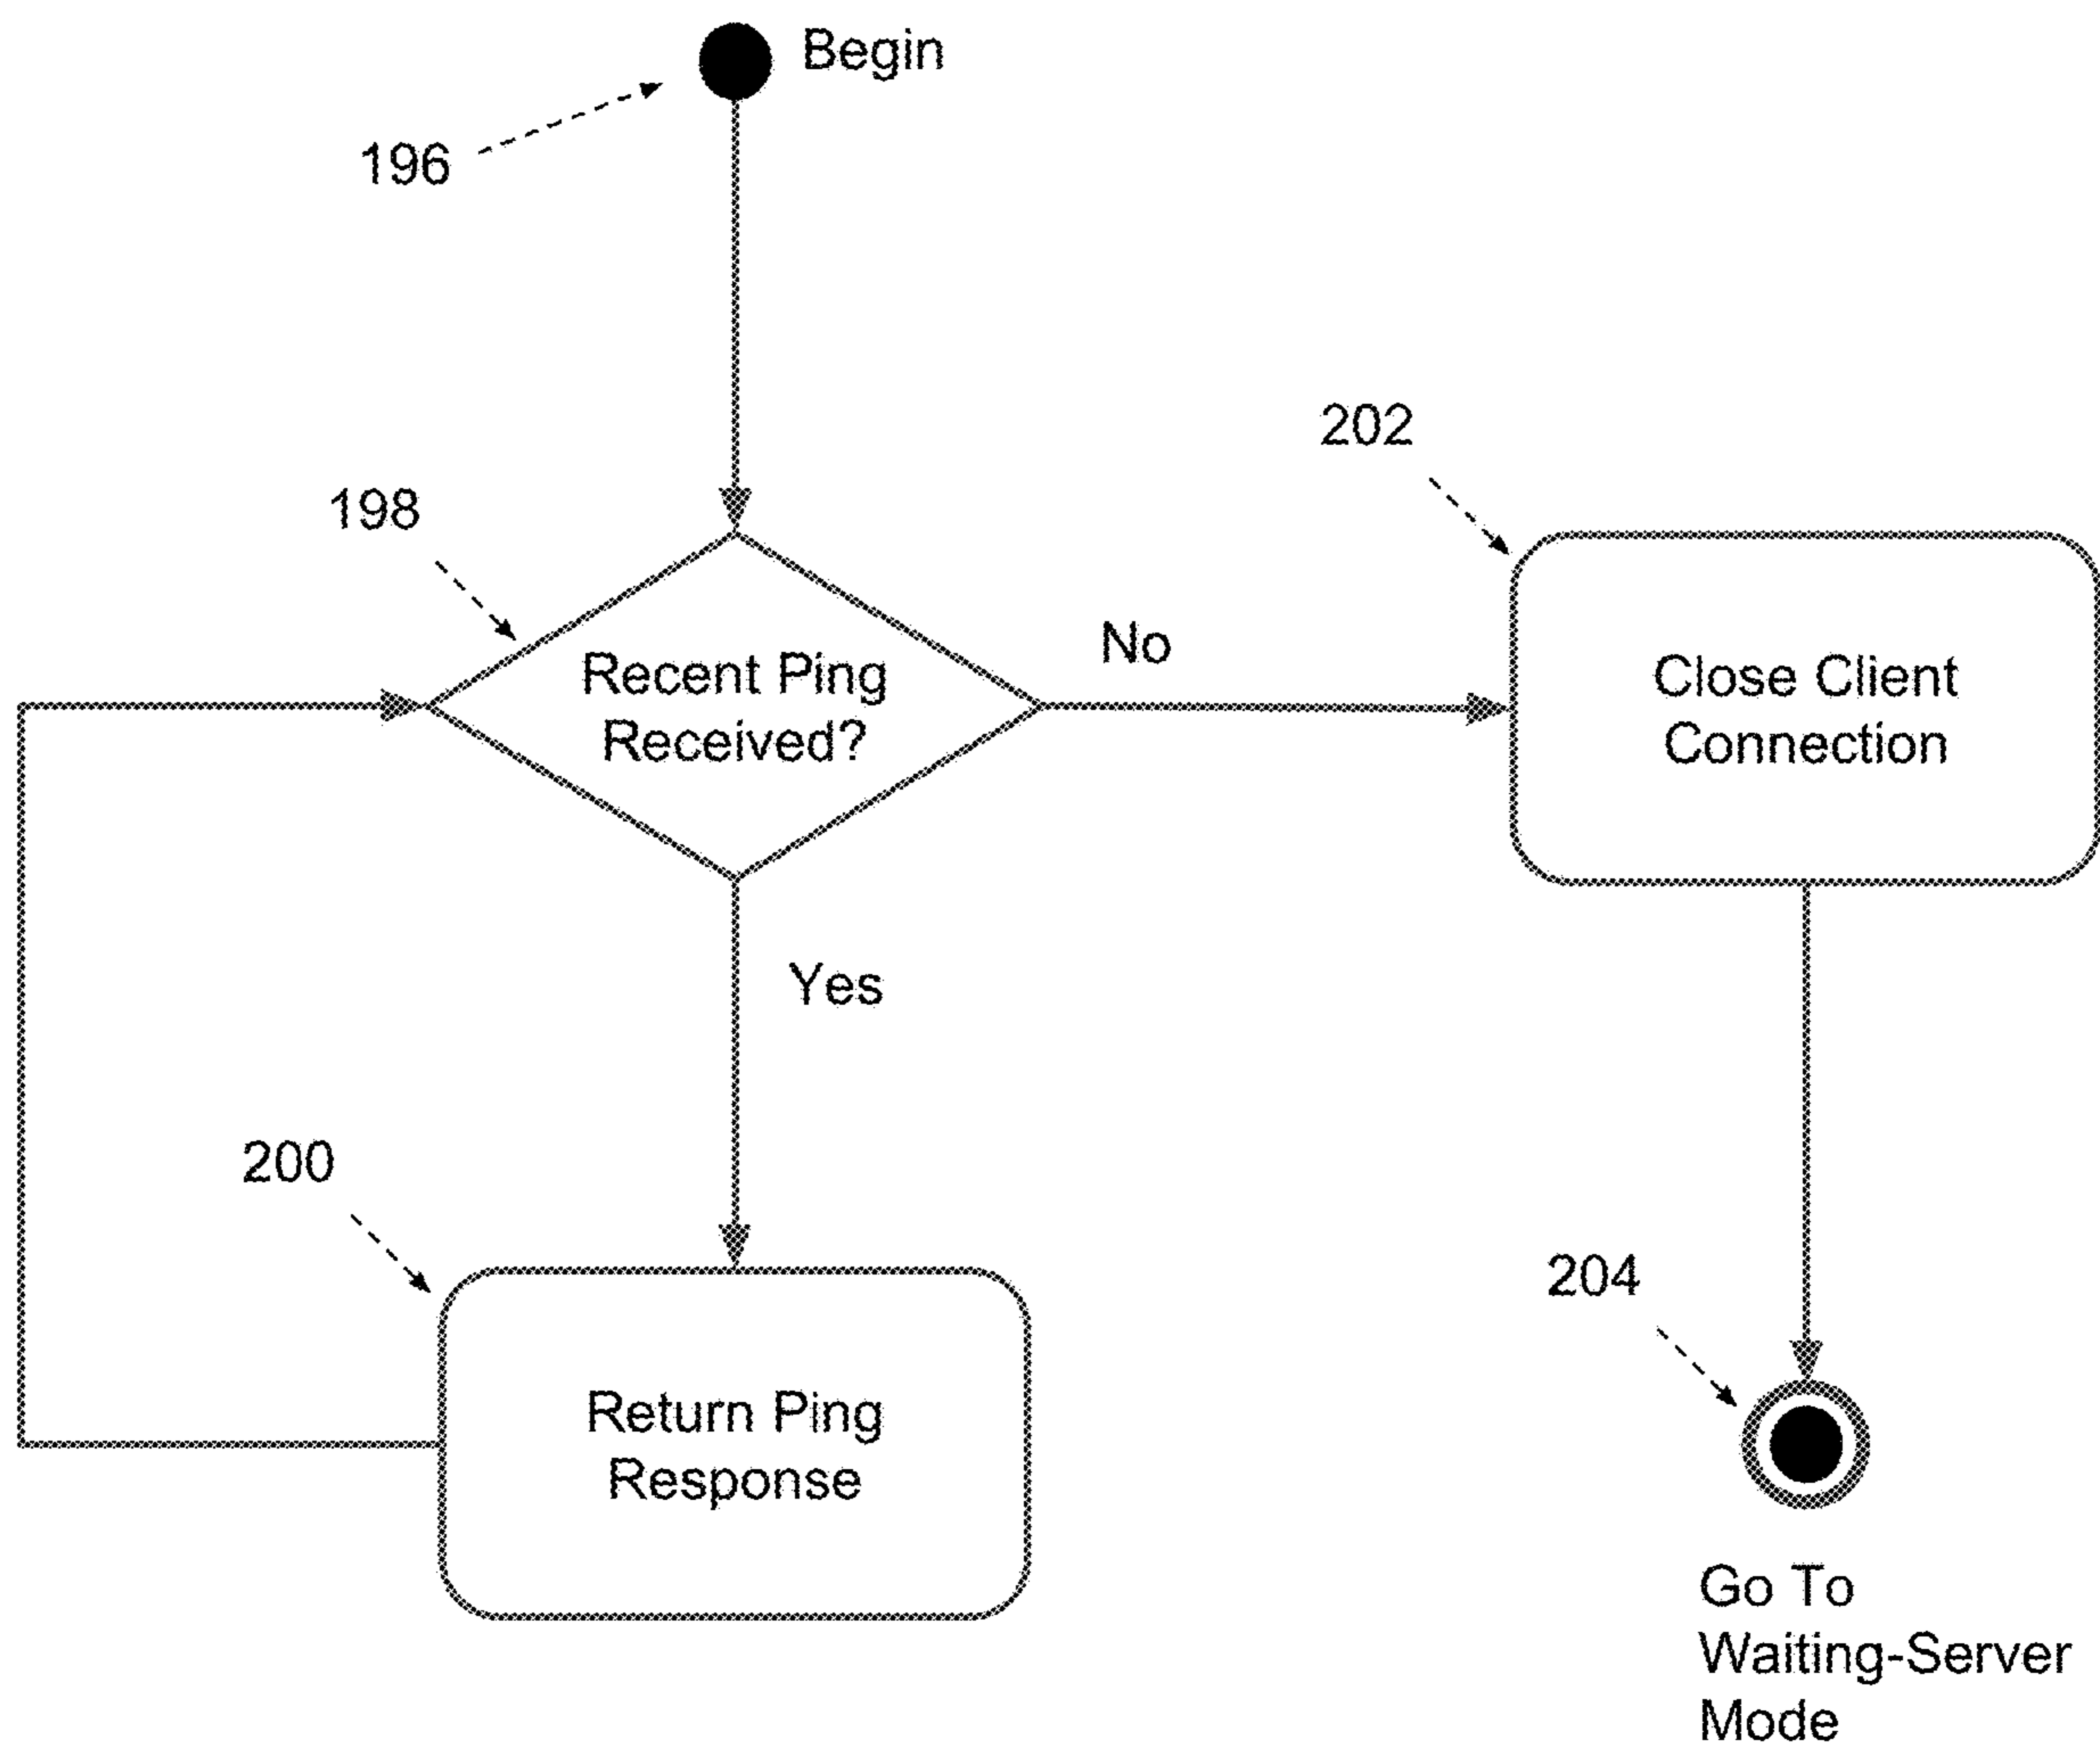 Begin
196
202
198
Recent Ping
Received?
No
Close Client
Connection
Yes
200
204
Return Ping
Response
Go To
Waiting-Server
Mode